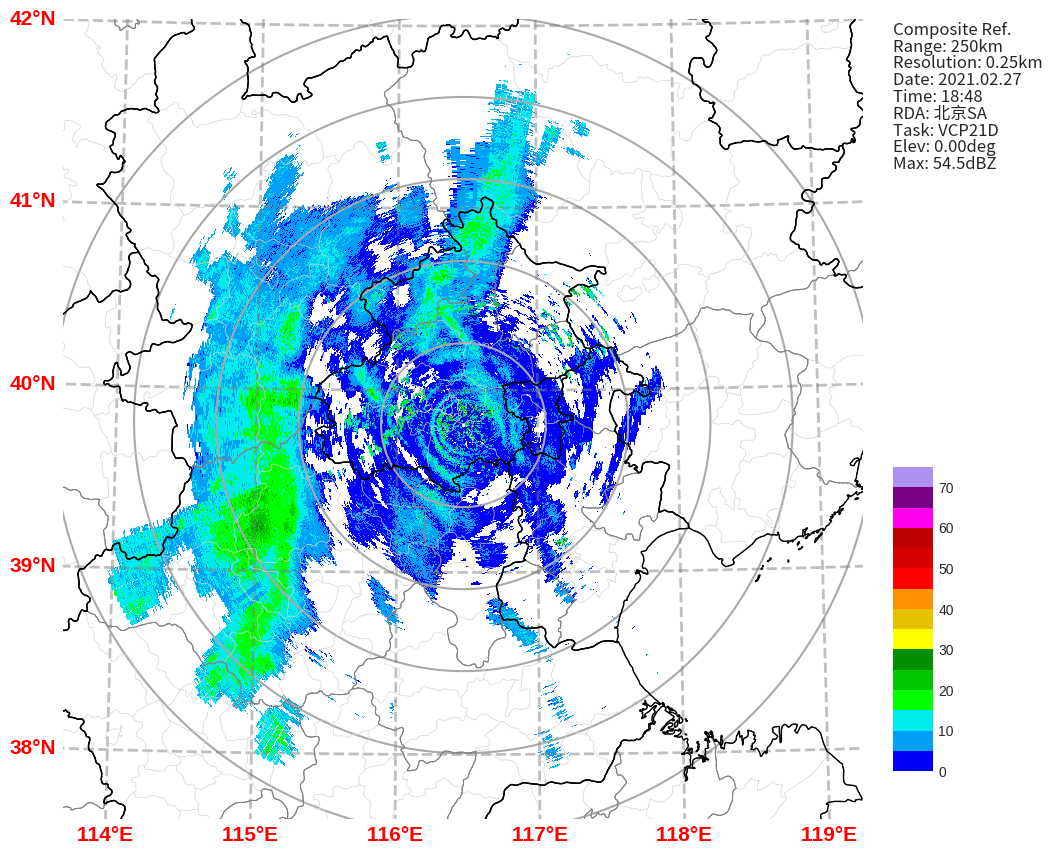 42°N
41°N
40°N
39°N
38°N
114°E
115°E
116°E
117°E
118°E
119°E
Composite Ref.
Range: 250km
Resolution: 0.25km
Date: 2021.02.27
Time: 18:48
RDA: 北京SA
Task: VCP21D
Elev: 0.00deg
Max: 54.5dBZ
70
60
50
40
30
20
10
0